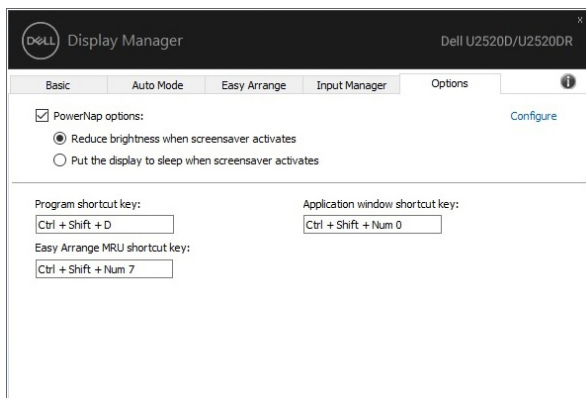 DELL Display Manager
Dell U2520D/U2520DR
x
Basic
Auto Mode
Easy Arrange
Input Manager
Options
i
PowerNap options:
Configure
Reduce brightness when screensaver activates
Put the display to sleep when screensaver activates
Program shortcut key:
Application window shortcut key:
Ctrl + Shift + D
Ctrl + Shift + Num 0
Easy Arrange MRU shortcut key:
Ctrl + Shift + Num 7